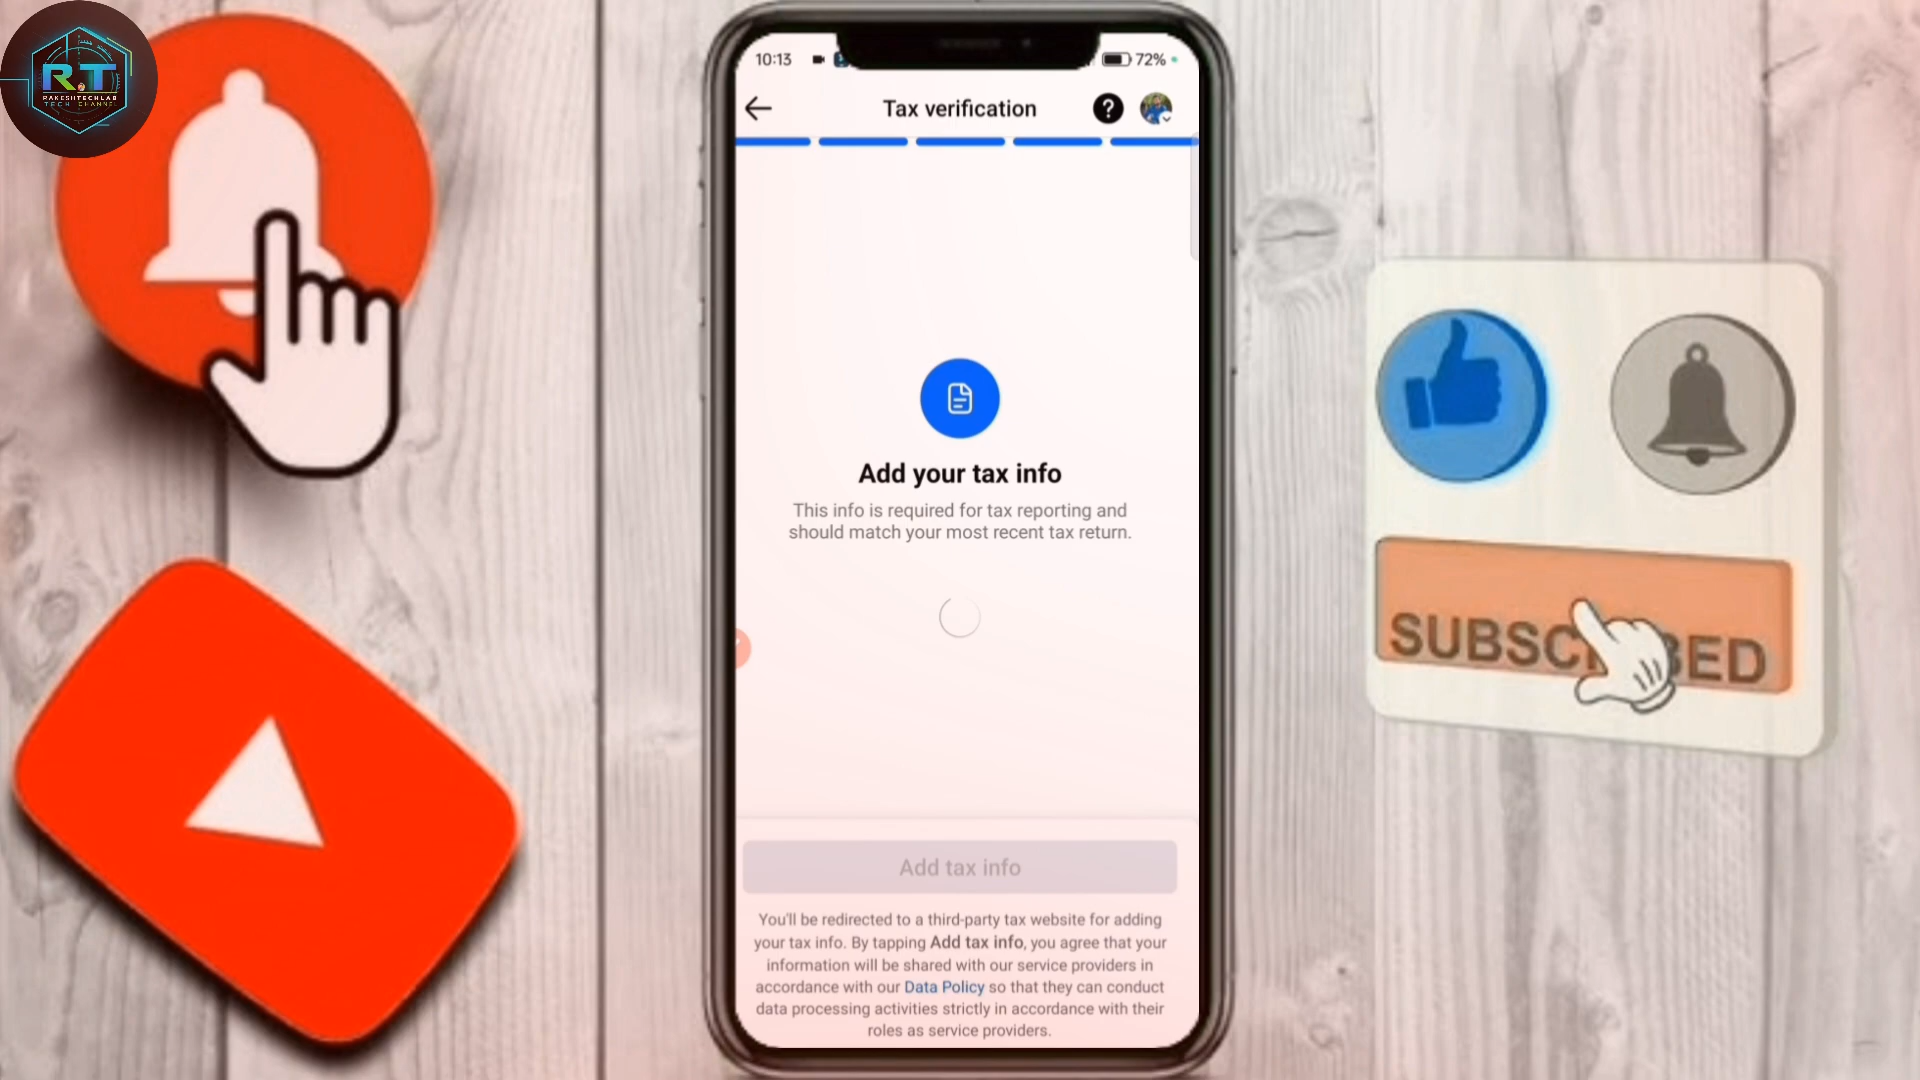 R.T
RAKESHTECHLAB
TECH CHANNEL
10:13
72%
Tax verification
?
Add your tax info
This info is required for tax reporting and
should match your most recent tax return.
Add tax info
You'll be redirected to a third-party tax website for adding
your tax info. By tapping Add tax info, you agree that your
information will be shared with our service providers in
accordance with our Data Policy so that they can conduct
data processing activities strictly in accordance with their
roles as service providers.
SUBSCRIBED